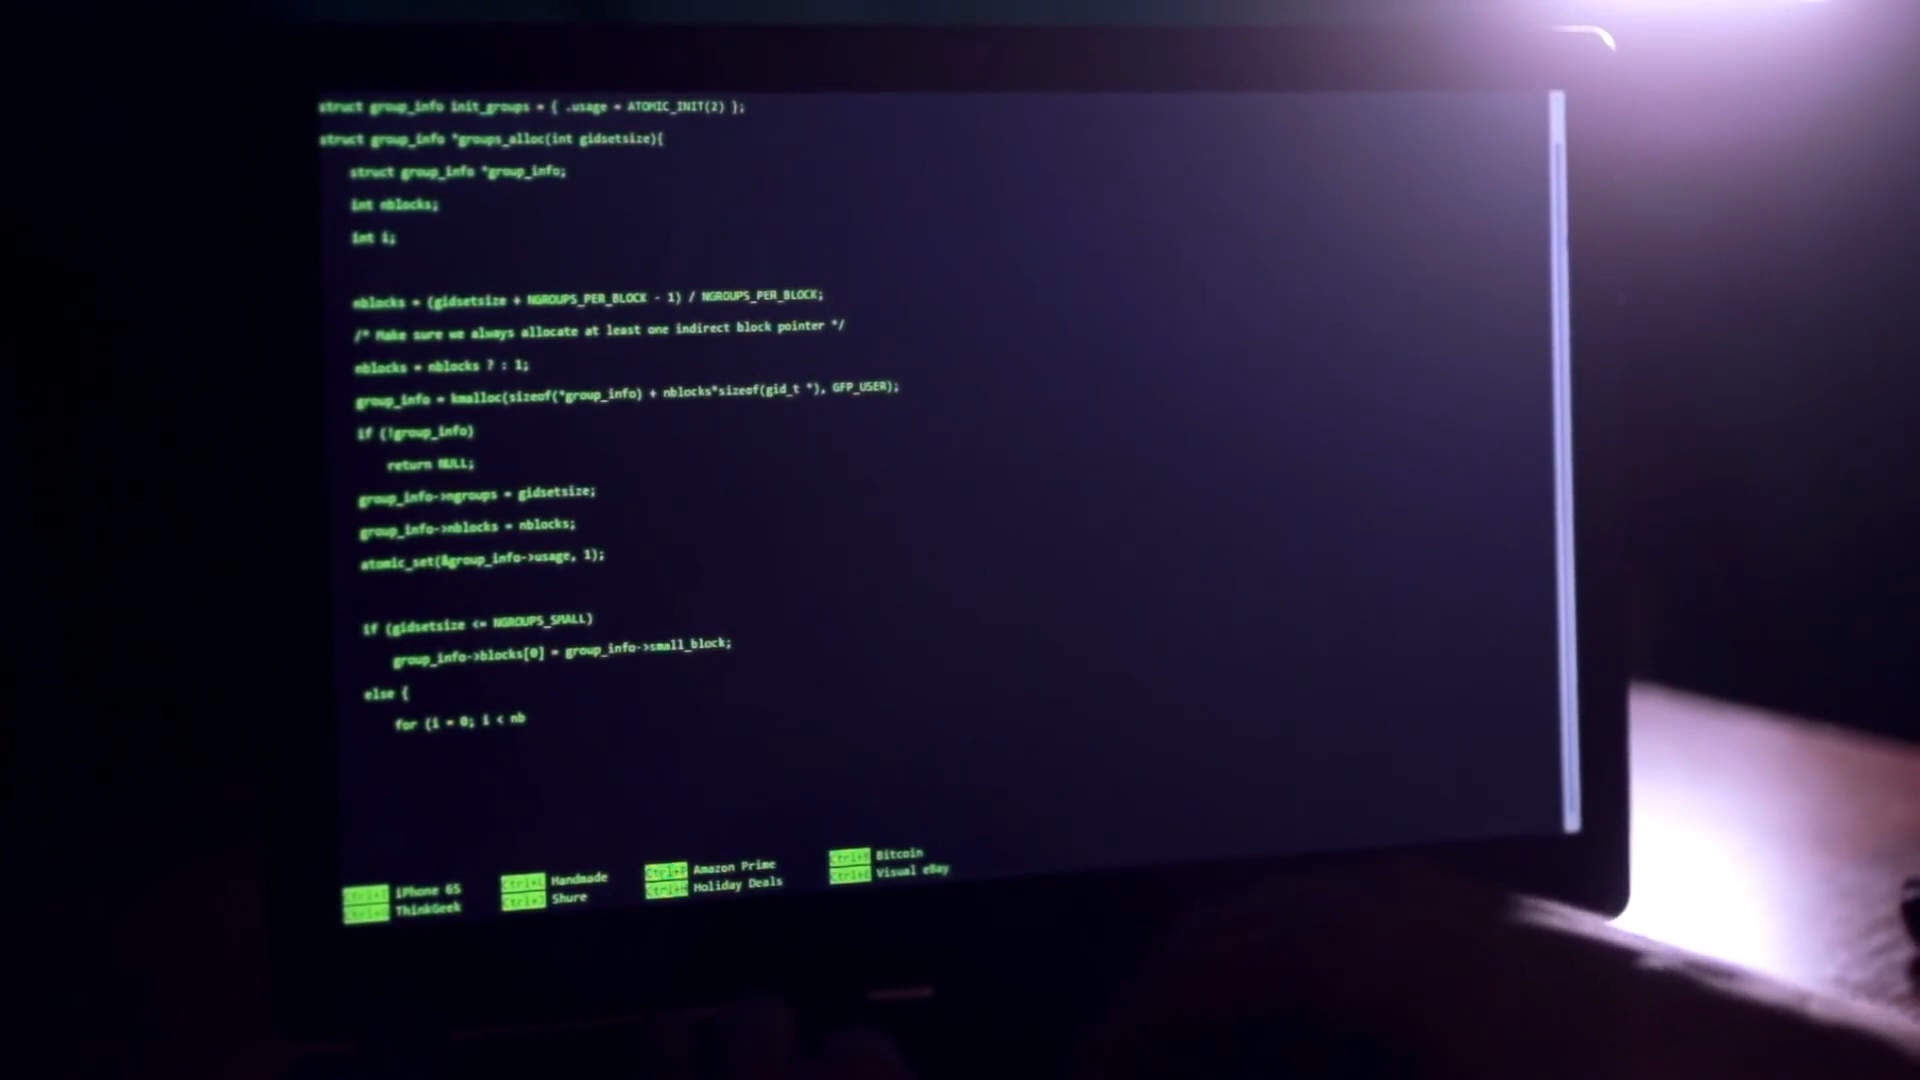 struct group_info init_groups = { .usage = ATOMIC_INIT(2) };
struct group_info *groups_alloc(int gidsetsize){
struct group_info *group_info;
int nblocks;
int i;
nblocks = (gidsetsize + NGROUPS_PER_BLOCK - 1) / NGROUPS_PER_BLOCK;
/* Make sure we always allocate at least one indirect block pointer */
nblocks = nblocks ? : 1;
group_info = kmalloc(sizeof(*group_info) + nblocks*sizeof(gid_t *), GFP_USER);
if (!group_info)
return NULL;
group_info->ngroups = gidsetsize;
group_info->nblocks = nblocks;
atomic_set(&group_info->usage, 1);
if (gidsetsize <= NGROUPS_SMALL)
group_info->blocks[0] = group_info->small_block;
else {
for (i = 0; i < nb
iPhone 6S Handmade Amazon Prime Bitcoin
ThinkGeek Shure Holiday Deals Visual eBay